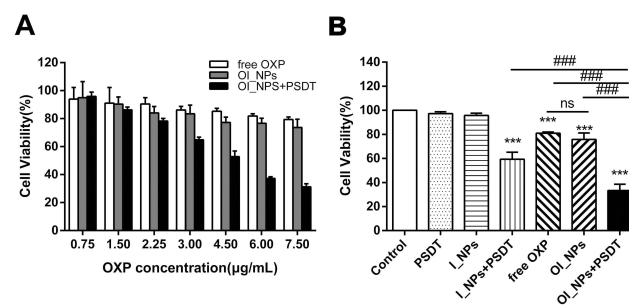 A
free OXP
OI_NPs
OI_NPS+PSDT
Cell Viability(%)
120
100
80
60
40
20
0
0.75 1.50 2.25 3.00 4.50 6.00 7.50
OXP concentration(μg/mL)
B
Cell Vability(%)
140
120
100
80
60
40
20
0
###
###
###
ns
***
***
***
***
Control
PSDT
I_NPs
I_NPs+PSDT
free OXP
OI_NPs
OI_NPs+PSDT